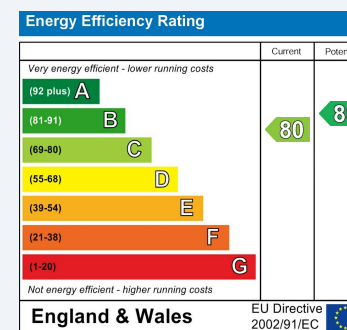 Energy Efficiency Rating
Current
Very energy efficient - lower running costs
(92 plus) A
(81-91) B
(69-80) C
(55-68) D
(39-54) E
(21-38) F
(1-20) G
80
Not energy efficient - higher running costs
England & Wales
EU Directive
2002/91/EC